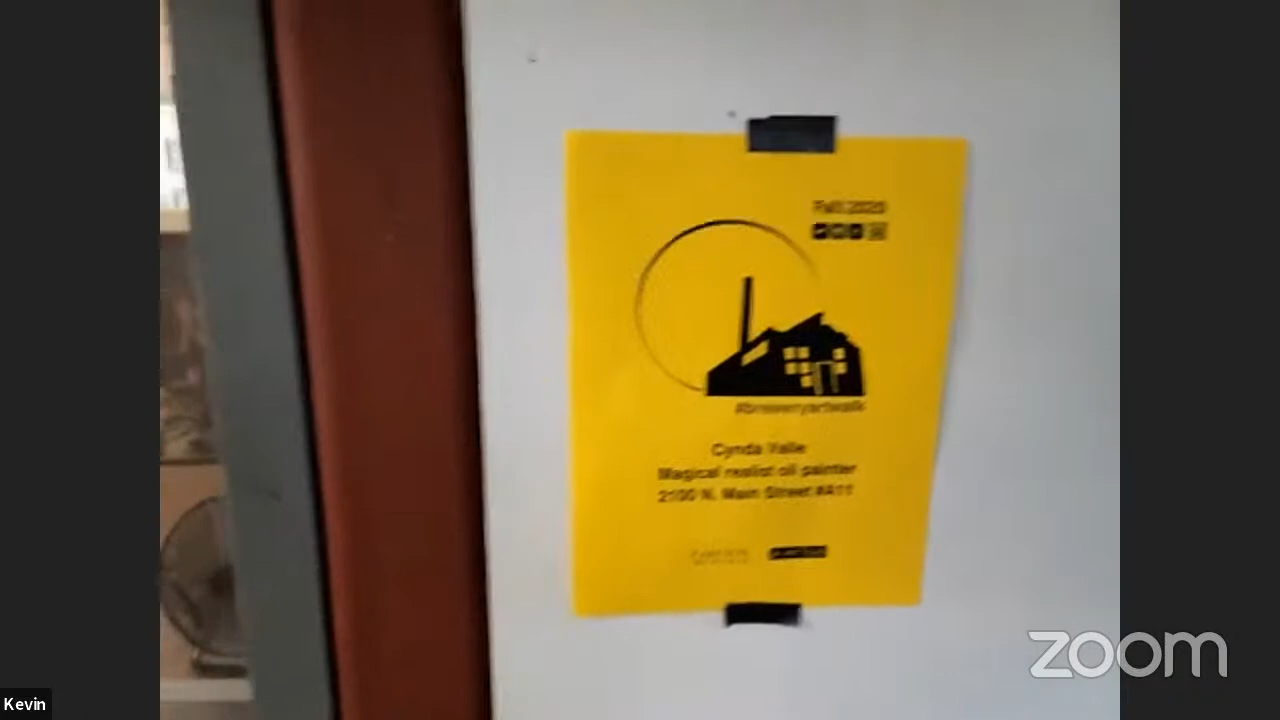 Fall 2020
#breweryartwalk
Cynda Valle
Magical realist oil painter
2100 N. Main Street #A11
zoom
Kevin